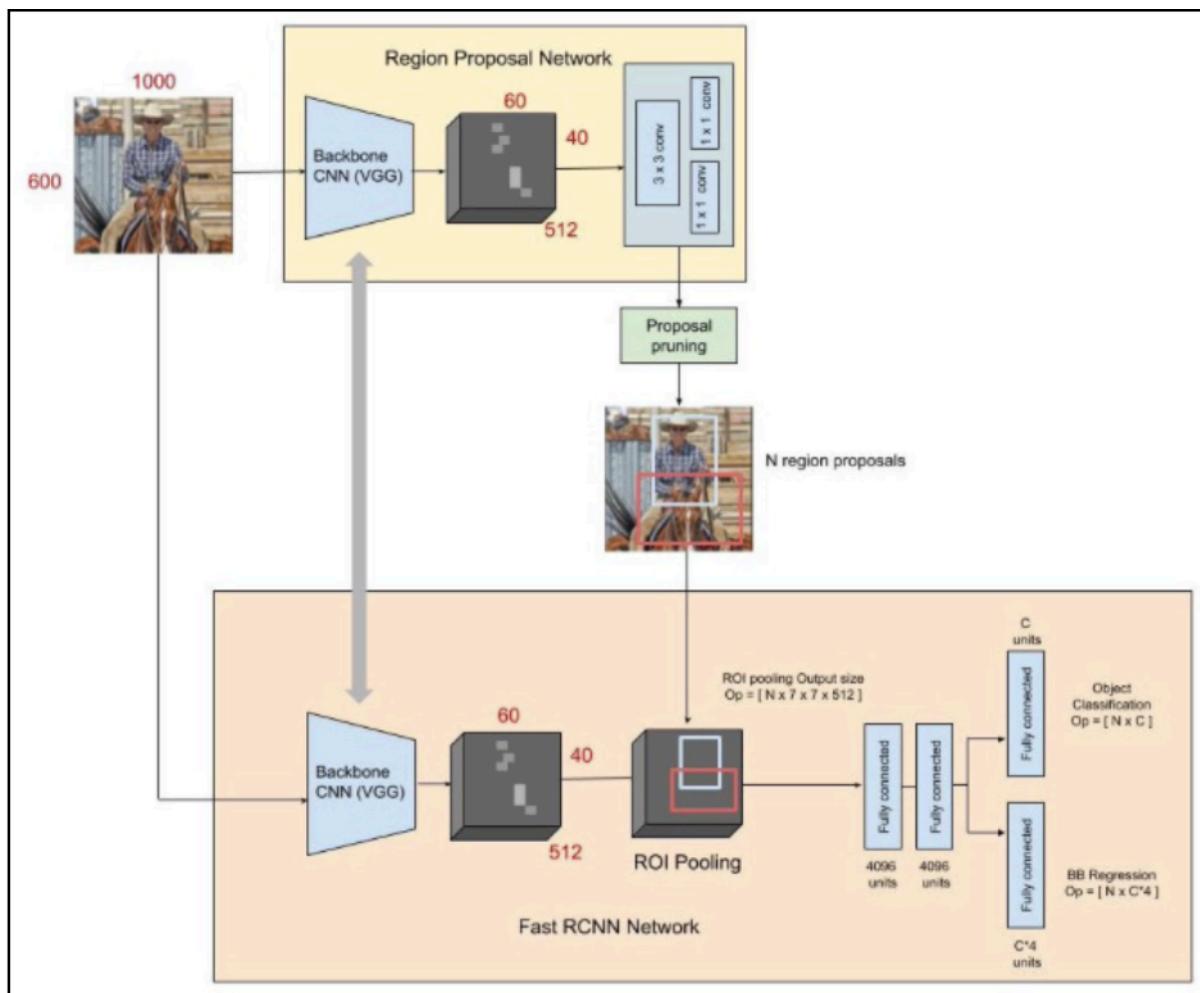 Region Proposal Network
1000
600
Backbone
CNN (VGG)
60
40
512
3 x 3 conv
1 x 1 conv
1 x 1 conv
Proposal
pruning
N region proposals
Backbone
CNN (VGG)
60
40
512
ROI pooling Output size
Op = [ N x 7 x 7 x 512 ]
ROI Pooling
Fully connected
4096
units
Fully connected
4096
units
C
units
Fully connected
Object
Classification
Op = [ N x C ]
Fully connected
C*4
units
BB Regression
Op = [ N x C*4 ]
Fast RCNN Network